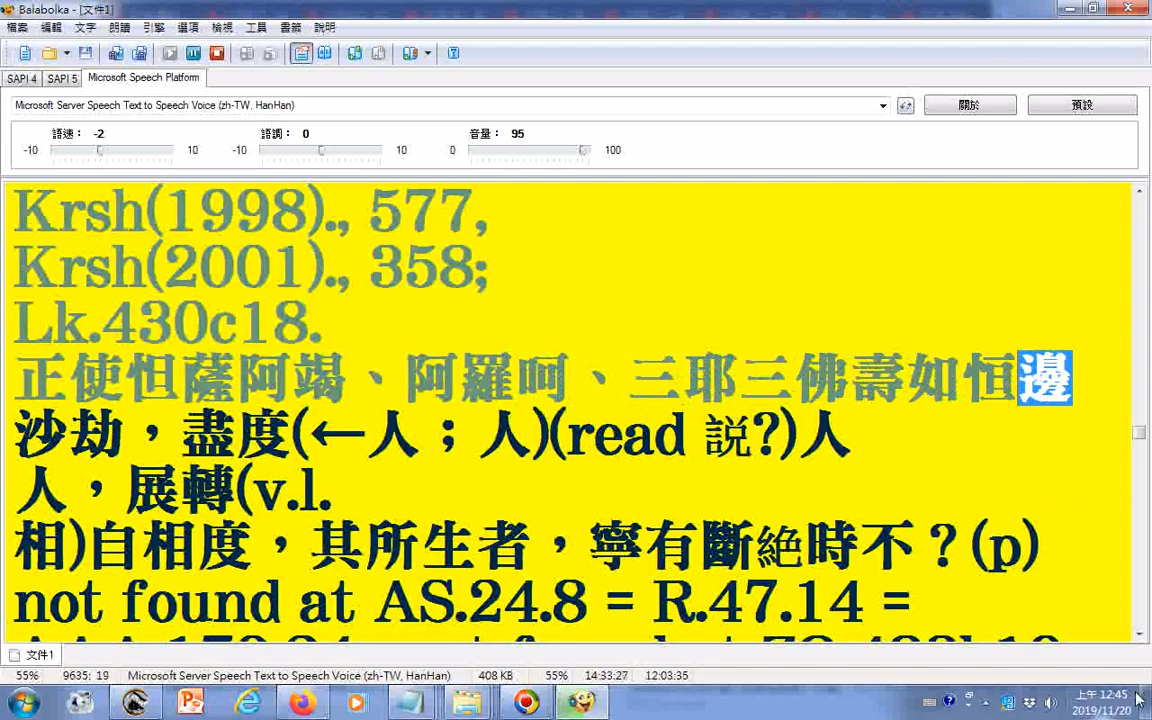 Balabolka - [文件1]
檔案 編輯 文字 朗讀 引擎 選項 檢視 工具 書籤 說明
SAPI 4 SAPI 5 Microsoft Speech Platform
Microsoft Server Speech Text to Speech Voice (zh-TW, HanHan) 關於 預設
語速： -2 語調： 0 音量： 95
-10 10 -10 10 0 100
Krsh(1998)., 577,
Krsh(2001)., 358;
Lk.430c18.
正使怛薩阿竭、阿羅呵、三耶三佛壽如恒邊
沙劫，盡度(←人；人)(read 説?)人
人，展轉(v.l.
相)自相度，其所生者，寧有斷絶時不？(p)
not found at AS.24.8 = R.47.14 =
文件1
55% 9635: 19 Microsoft Server Speech Text to Speech Voice (zh-TW, HanHan) 408 KB 55% 14:33:27 12:03:35
上午 12:45
2019/11/20